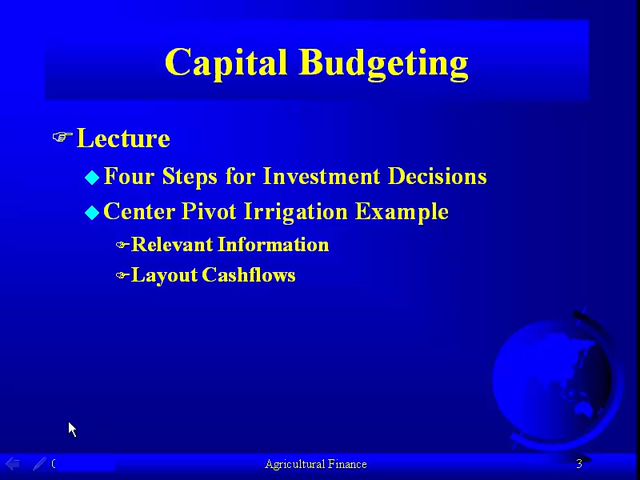 Capital Budgeting
Lecture
Four Steps for Investment Decisions
Center Pivot Irrigation Example
Relevant Information
Layout Cashflows
Agricultural Finance
3